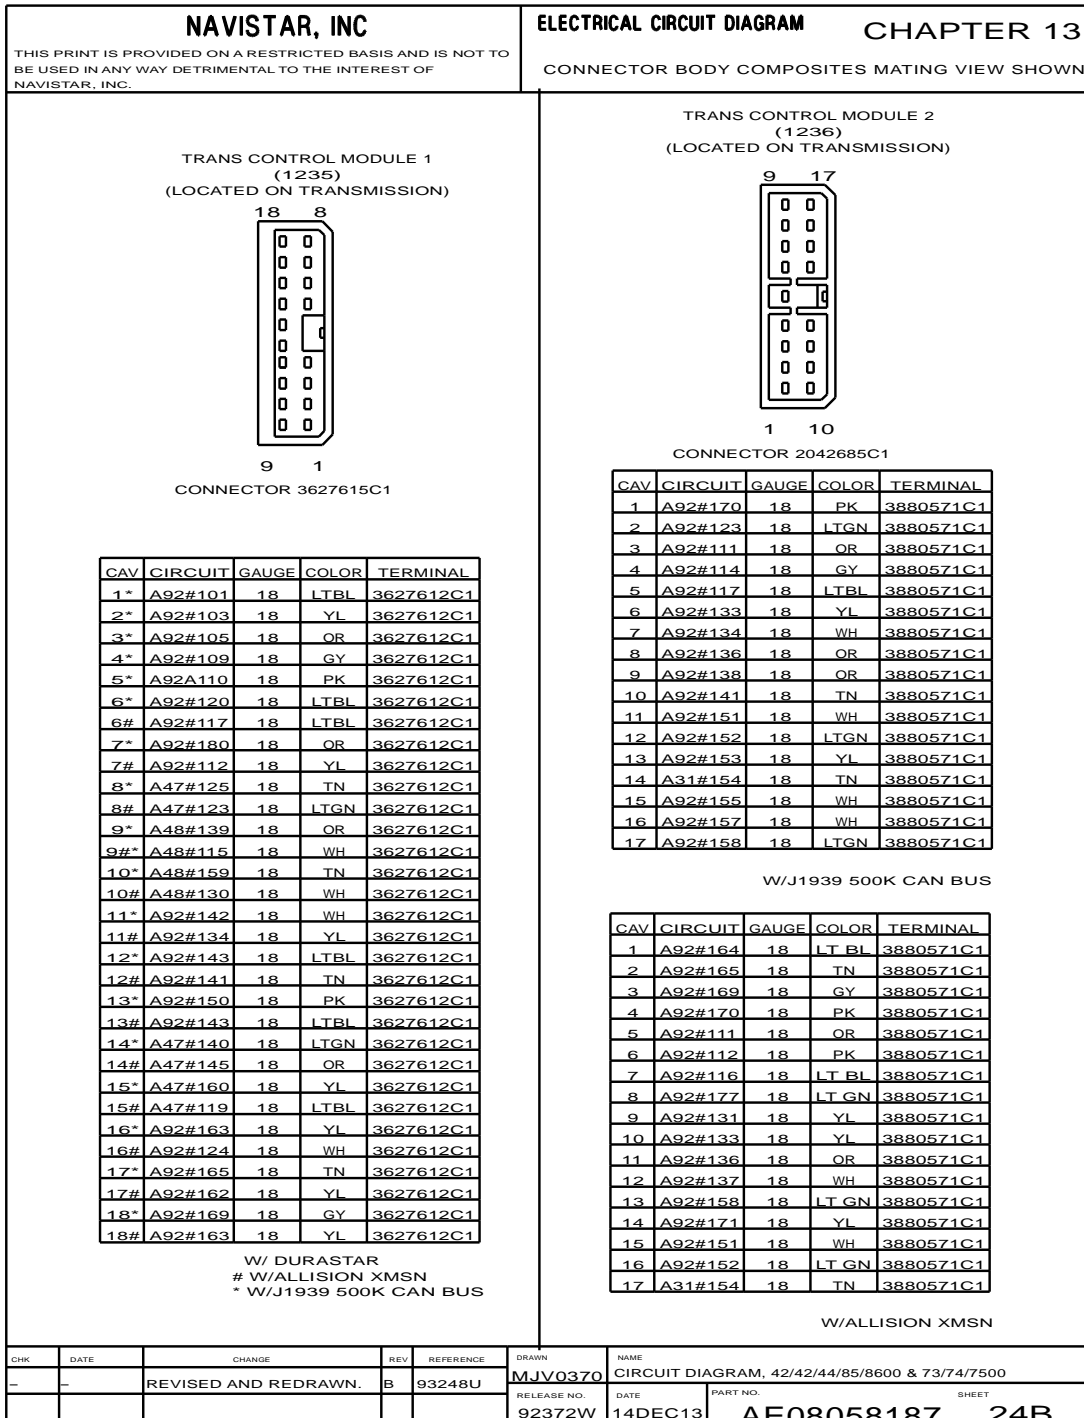 NAVISTAR, INC
THIS PRINT IS PROVIDED ON A RESTRICTED BASIS AND IS NOT TO
BE USED IN ANY WAY DETRIMENTAL TO THE INTEREST OF
NAVISTAR, INC.
ELECTRICAL CIRCUIT DIAGRAM CHAPTER 13
CONNECTOR BODY COMPOSITES MATING VIEW SHOWN
TRANS CONTROL MODULE 1
(1235)
(LOCATED ON TRANSMISSION)
18 8
9 1
CONNECTOR 3627615C1
CAV CIRCUIT GAUGE COLOR TERMINAL
1* A92#101 18 LTBL 3627612C1
2* A92#103 18 YL 3627612C1
3* A92#105 18 OR 3627612C1
4* A92#109 18 GY 3627612C1
5* A92A110 18 PK 3627612C1
6* A92#120 18 LTBL 3627612C1
6# A92#117 18 LTBL 3627612C1
7* A92#180 18 OR 3627612C1
7# A92#112 18 YL 3627612C1
8* A47#125 18 TN 3627612C1
8# A47#123 18 LTGN 3627612C1
9* A48#139 18 OR 3627612C1
9#* A48#115 18 WH 3627612C1
10* A48#159 18 TN 3627612C1
10# A48#130 18 WH 3627612C1
11* A92#142 18 WH 3627612C1
11# A92#134 18 YL 3627612C1
12* A92#143 18 LTBL 3627612C1
12# A92#141 18 TN 3627612C1
13* A92#150 18 PK 3627612C1
13# A92#143 18 LTBL 3627612C1
14* A47#140 18 LTGN 3627612C1
14# A47#145 18 OR 3627612C1
15* A47#160 18 YL 3627612C1
15# A47#119 18 LTBL 3627612C1
16* A92#163 18 YL 3627612C1
16# A92#124 18 WH 3627612C1
17* A92#165 18 TN 3627612C1
17# A92#162 18 YL 3627612C1
18* A92#169 18 GY 3627612C1
18# A92#163 18 YL 3627612C1
W/ DURASTAR
# W/ALLISION XMSN
* W/J1939 500K CAN BUS
TRANS CONTROL MODULE 2
(1236)
(LOCATED ON TRANSMISSION)
9 17
1 10
CONNECTOR 2042685C1
CAV CIRCUIT GAUGE COLOR TERMINAL
1 A92#170 18 PK 3880571C1
2 A92#123 18 LTGN 3880571C1
3 A92#111 18 OR 3880571C1
4 A92#114 18 GY 3880571C1
5 A92#117 18 LTBL 3880571C1
6 A92#133 18 YL 3880571C1
7 A92#134 18 WH 3880571C1
8 A92#136 18 OR 3880571C1
9 A92#138 18 OR 3880571C1
10 A92#141 18 TN 3880571C1
11 A92#151 18 WH 3880571C1
12 A92#152 18 LTGN 3880571C1
13 A92#153 18 YL 3880571C1
14 A31#154 18 TN 3880571C1
15 A92#155 18 WH 3880571C1
16 A92#157 18 WH 3880571C1
17 A92#158 18 LTGN 3880571C1
W/J1939 500K CAN BUS
CAV CIRCUIT GAUGE COLOR TERMINAL
1 A92#164 18 LT BL 3880571C1
2 A92#165 18 TN 3880571C1
3 A92#169 18 GY 3880571C1
4 A92#170 18 PK 3880571C1
5 A92#111 18 OR 3880571C1
6 A92#112 18 PK 3880571C1
7 A92#116 18 LT BL 3880571C1
8 A92#177 18 LT GN 3880571C1
9 A92#131 18 YL 3880571C1
10 A92#133 18 YL 3880571C1
11 A92#136 18 OR 3880571C1
12 A92#137 18 WH 3880571C1
13 A92#158 18 LT GN 3880571C1
14 A92#171 18 YL 3880571C1
15 A92#151 18 WH 3880571C1
16 A92#152 18 LT GN 3880571C1
17 A31#154 18 TN 3880571C1
W/ALLISION XMSN
CHK DATE CHANGE REV REFERENCE
– – REVISED AND REDRAWN. B 93248U
DRAWN
MJV0370
NAME
CIRCUIT DIAGRAM, 42/42/44/85/8600 & 73/74/7500
RELEASE NO.
92372W
DATE
14DEC13
PART NO.
AE08058187
SHEET
24B